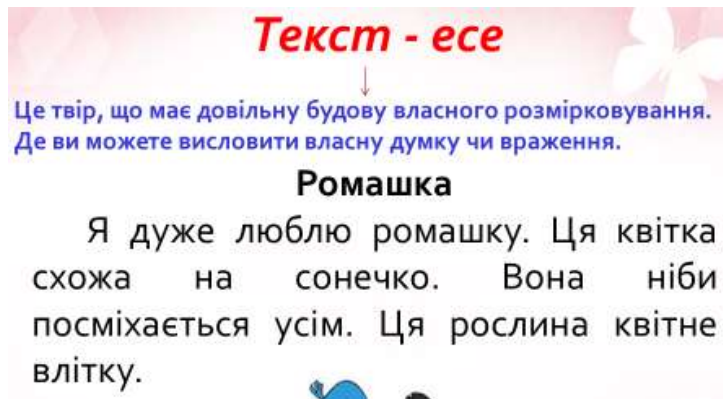 Текст - есе
Це твір, що має довільну будову власного розмірковування.
Де ви можете висловити власну думку чи враження.
Ромашка
Я дуже люблю ромашку. Ця квітка
схожа на сонечко. Вона ніби
посміхається усім. Ця рослина квітне
влітку.